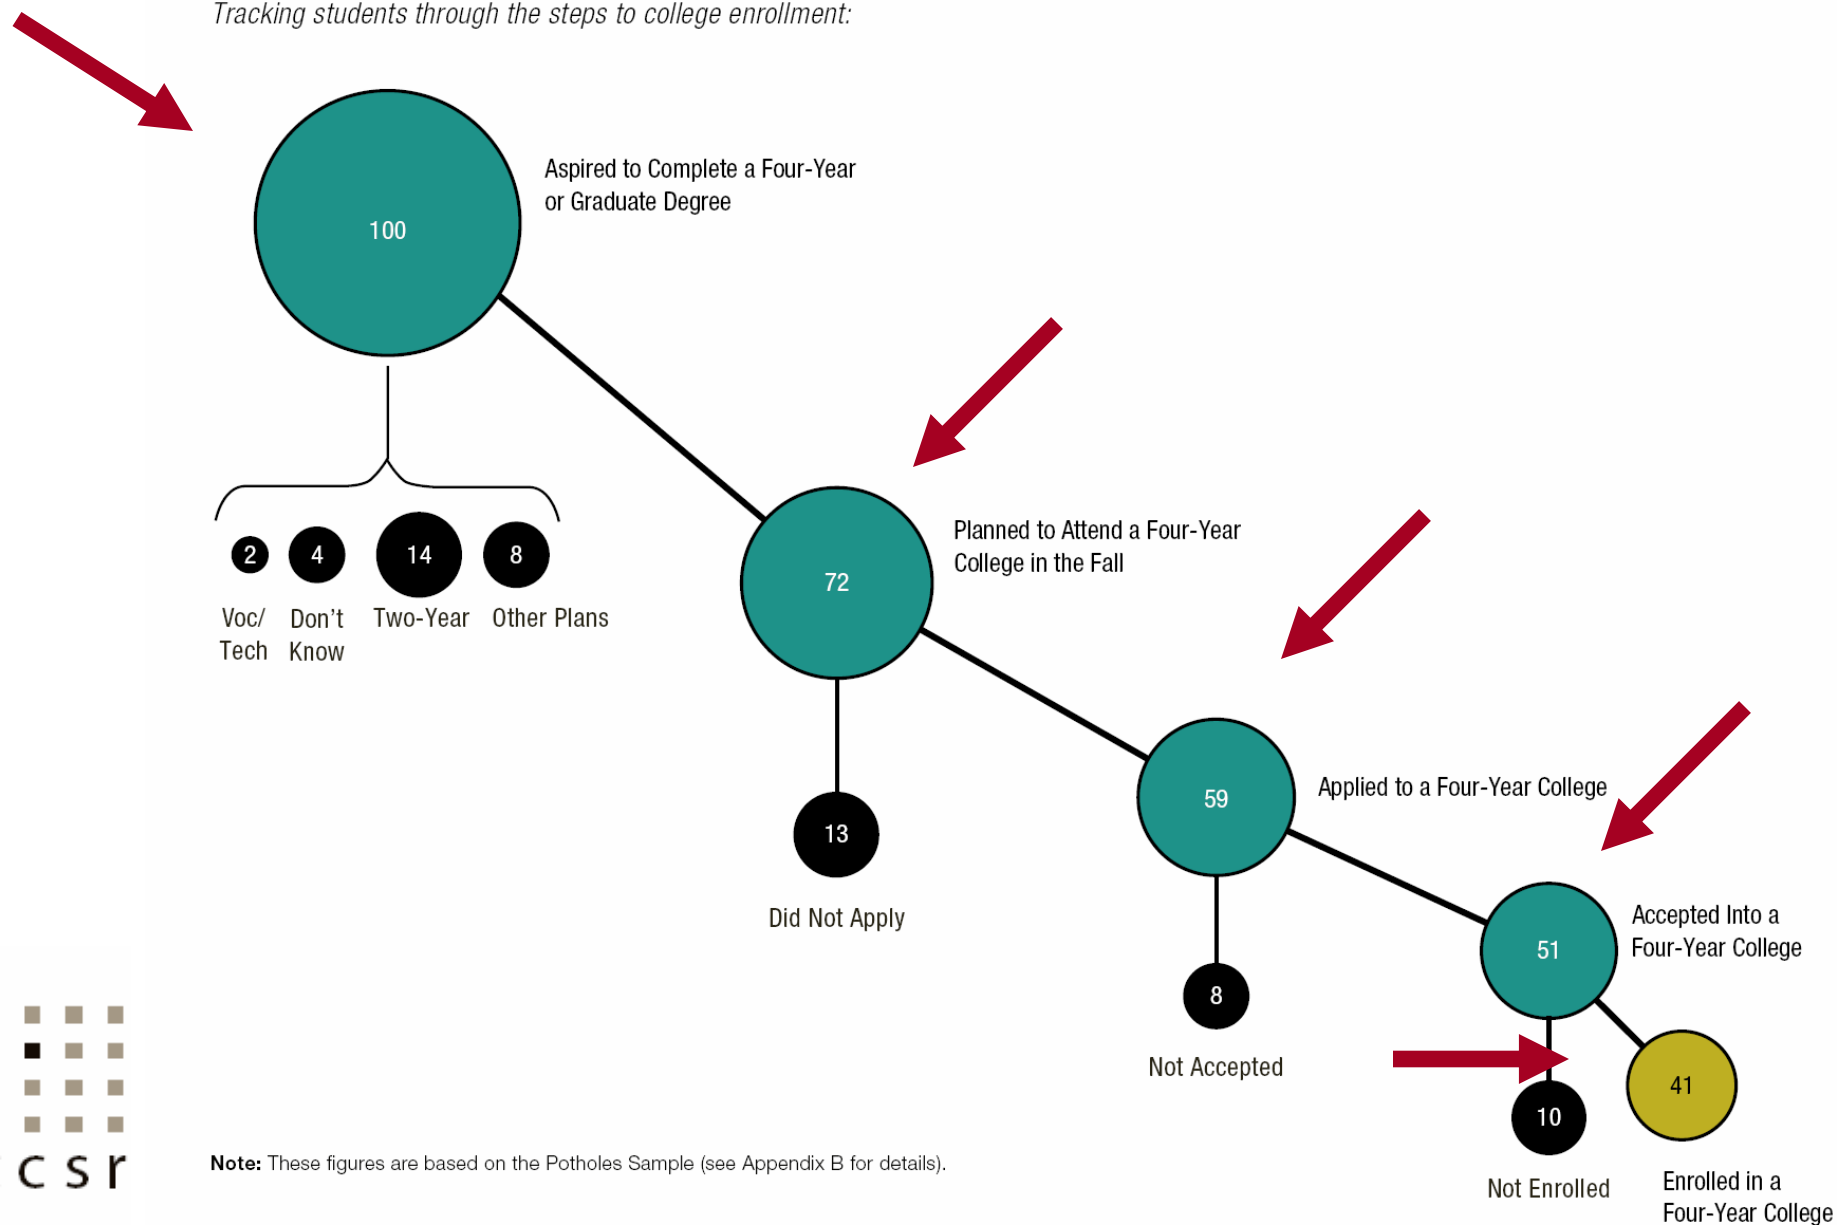 Tracking students through the steps to college enrollment:
Aspired to Complete a Four-Year
or Graduate Degree
100
Planned to Attend a Four-Year
College in the Fall
72
2
4
14
8
Voc/
Tech
Don't
Know
Two-Year
Other Plans
59
Applied to a Four-Year College
13
Did Not Apply
Accepted Into a
Four-Year College
51
8
Not Accepted
41
10
Not Enrolled
Enrolled in a
Four-Year College
Note: These figures are based on the Potholes Sample (see Appendix B for details).
csr